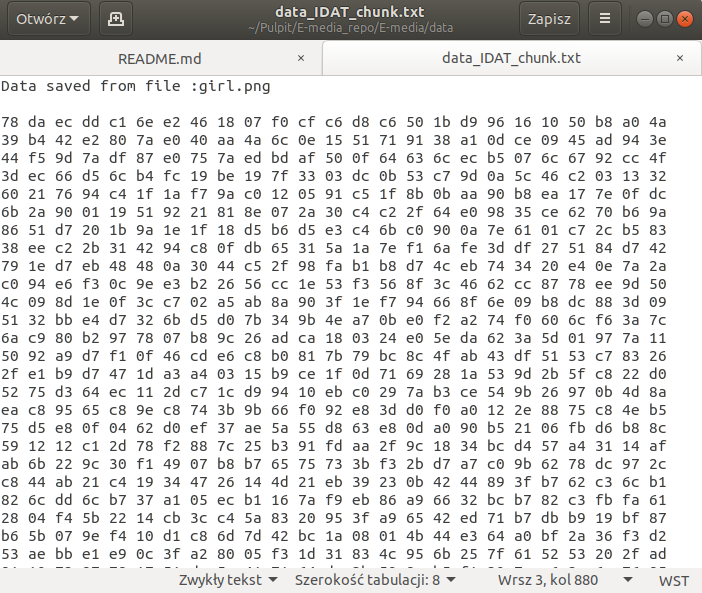 Otwórz
data_IDAT_chunk.txt
~/Pulpit/E-media_repo/E-media/data
Zapisz
README.md
data_IDAT_chunk.txt
Data saved from file :girl.png
78 da ec dd c1 6e e2 46 18 07 f0 cf c6 d8 c6 50 1b d9 96 16 10 50 b8 a0 4a
39 b4 42 e2 80 7a e0 40 aa 4a 6c 0e 15 51 71 91 38 a1 0d ce 09 45 ad 94 3e
44 f5 9d 7a df 87 e0 75 7a ed bd af 50 0f 64 63 6c ec b5 07 6c 67 92 cc 4f
3d ec 66 d5 6c b4 fc 19 be 19 7f 33 03 dc 0b 53 c7 9d 0a 5c 46 c2 03 13 32
60 21 76 94 c4 1f 1a f7 9a c0 12 05 91 c5 1f 8b 0b aa 90 b8 ea 17 7e 0f dc
6b 2a 90 01 19 51 92 21 81 8e 07 2a 30 c4 c2 2f 64 e0 98 35 ce 62 70 b6 9a
86 51 d7 20 1b 9a 1e 1f 18 d5 b6 d5 e3 c4 6b c0 90 0a 7e 61 01 c7 2c b5 83
38 ee c2 2b 31 42 94 c8 0f db 65 31 5a 1a 7e f1 6a fe 3d df 27 51 84 d7 42
79 1e d7 eb 48 48 0a 30 44 c5 2f 98 fa b1 b8 d7 4c eb 74 34 20 e4 0e 7a 2a
c0 94 e6 f3 0c 9e e3 b2 26 56 cc 1e 53 f3 56 8f 3c 46 62 cc 87 78 ee 9d 50
4c 09 8d 1e 0f 3c c7 02 a5 ab 8a 90 3f 1e f7 94 66 8f 6e 09 b8 dc 88 3d 09
51 32 bb e4 d7 32 6b d5 d0 7b 34 9b 4e a7 0b e0 f2 a2 74 f0 60 6c f6 3a 7c
6a c9 80 b2 97 78 07 b8 9c 26 ad ca 18 03 24 e0 5e da 62 3a 5d 01 97 7a 11
50 92 a9 d7 f1 0f 46 cd e6 c8 b0 81 7b 79 bc 8c 4f ab 43 df 51 53 c7 83 26
2f e1 b9 d7 47 1d a3 a4 03 15 b9 ce 1f 0d 71 69 28 1a 53 9d 2b 5f c8 22 d0
52 75 d3 64 ec 11 2d c7 1c d9 94 10 eb c0 29 7a b3 ce 54 9b 26 97 0b 4d 8a
ea c8 95 65 c8 9e c8 74 3b 9b 66 f0 92 e8 3d d0 f0 a0 12 2e 88 75 c8 4e b5
75 d5 e8 0f 04 62 d0 ef 37 ae 5a 55 d8 63 e8 0d a0 90 b5 21 06 fb d6 b8 8c
59 12 12 c1 2d 78 f2 88 7c 25 b3 91 fd aa 2f 9c 18 34 bc d4 57 a4 31 14 af
ab 6b 22 9c 30 f1 49 07 b8 b7 65 75 73 3b f3 2b d7 a7 c0 9b 62 78 dc 97 2c
c8 44 ab 21 c4 19 34 47 26 14 4d 21 eb 39 23 0b 42 44 89 3f b7 62 c3 6c b1
82 6c dd 6c b7 37 a1 05 ec b1 16 7a f9 eb 86 a9 66 32 bc b7 82 c3 fb fa 61
28 04 f4 5b 22 14 cb 3c c4 5a 83 20 95 3f a9 65 42 ed 71 b7 db b9 19 bf 87
b6 5b 07 9e f4 10 d1 c8 6d 7d 42 bc 1a 08 01 4b 44 e3 64 a0 bf 2a 36 f3 d2
53 ae bb e1 e9 0c 3f a2 80 05 f3 1d 31 83 4c 95 6b 25 7f 61 52 53 20 2f ad
Zwykły tekst
Szerokość tabulacji: 8
Wrsz 3, kol 880
WST